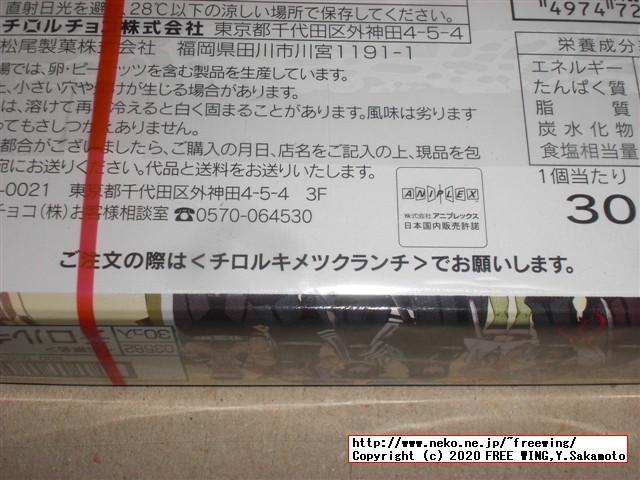 直射日光を避 28℃以下の涼しい場所で保存してください。
チロルチョコ株式会社 東京都千代田区外神田4-5-4
松尾製菓株式会社 福岡県田川市川宮1191-1
場では、卵・ピーナッツを含む製品を生産しています。
小さい穴や が生じる場合があります。
は、溶けて再 冷えると白く固まることがあります。風味は劣ります
てもさしつかえありません。
都合がございましたら、ご購入の月日、店名をご記入の上、現品を包
宛にお送りください。代品と送料をお送りいたします。
-0021 東京都千代田区外神田4-5-4 3F
チョコ(株)お客様相談室 ☎0570-064530
ご注文の際は<チロルキメツクランチ>でお願いします。
"497472
栄養成分
エネルギー
たんぱく質
脂質
炭水化物
食塩相当量
1個当たり
30
ANIPLEX
株式会社 アニプレックス
日本国内販売許諾
30コ入
チロル
03582
http://www.neko.ne.jp/~freewing/
Copyright (c) 2020 FREE WING,Y.Sakamoto